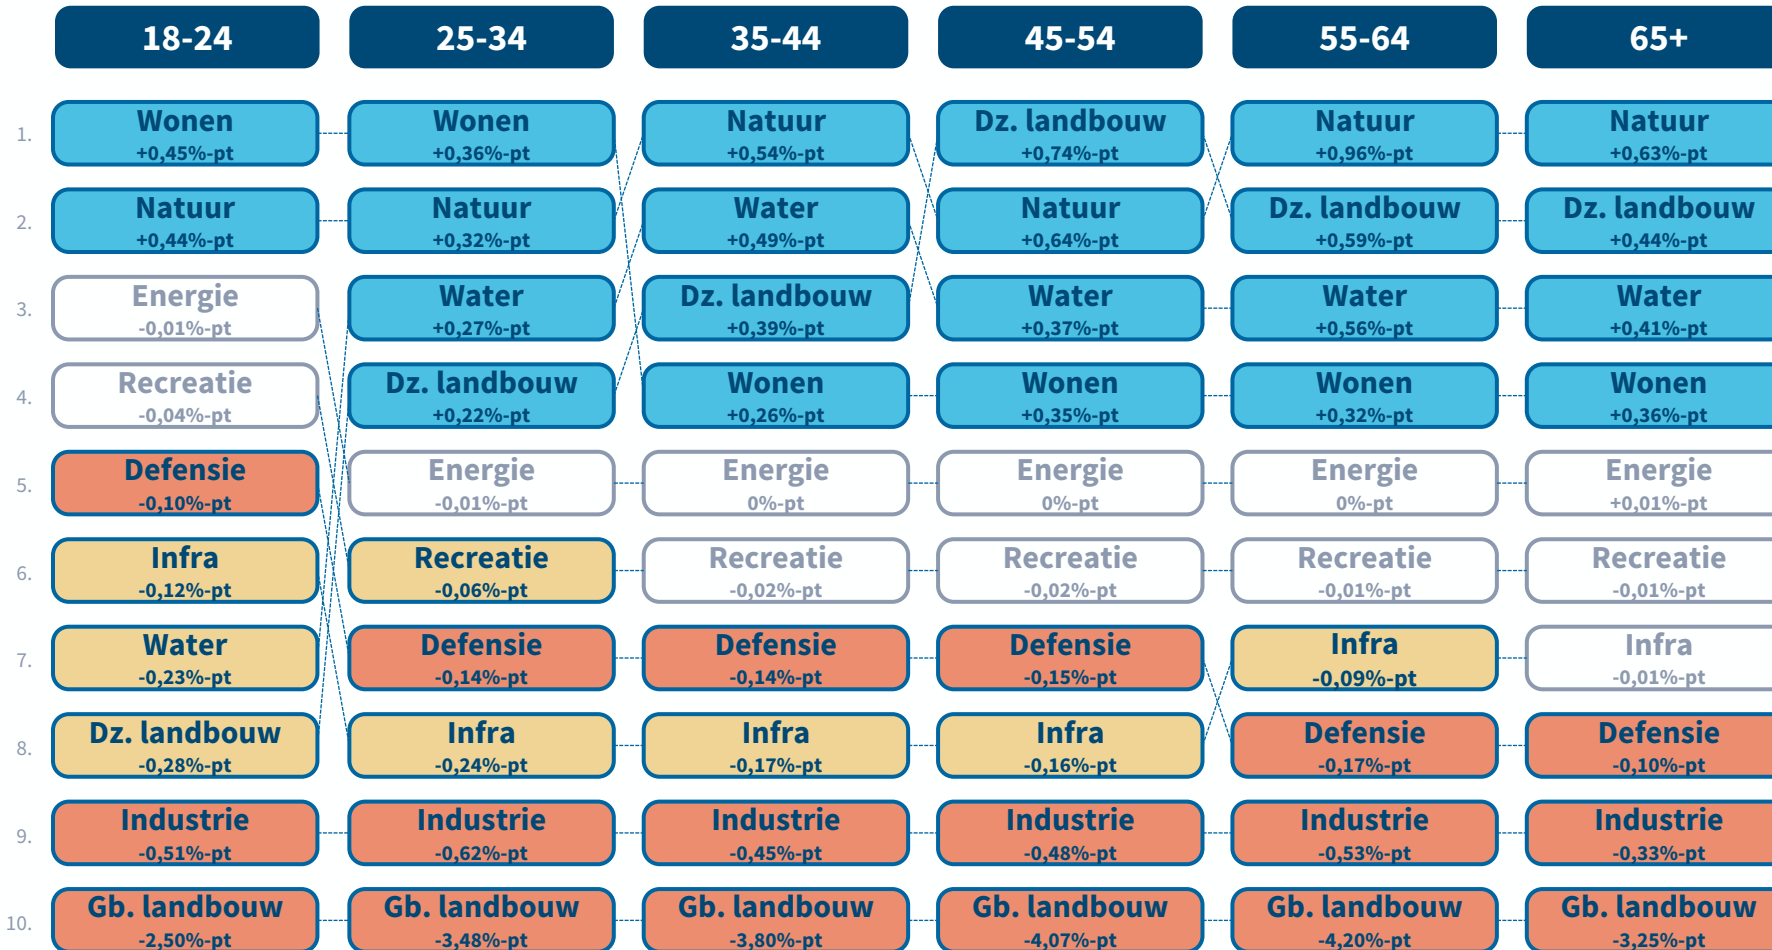 18-24 25-34 35-44 45-54 55-64 65+
1. Wonen Wonen Natuur Dz. landbouw Natuur Natuur
+0,45%-pt +0,36%-pt +0,54%-pt +0,74%-pt +0,96%-pt +0,63%-pt
2. Natuur Natuur Water Natuur Dz. landbouw Dz. landbouw
+0,44%-pt +0,32%-pt +0,49%-pt +0,64%-pt +0,59%-pt +0,44%-pt
3. Energie Water Dz. landbouw Water Water Water
-0,01%-pt +0,27%-pt +0,39%-pt +0,37%-pt +0,56%-pt +0,41%-pt
4. Recreatie Dz. landbouw Wonen Wonen Wonen Wonen
-0,04%-pt +0,22%-pt +0,26%-pt +0,35%-pt +0,32%-pt +0,36%-pt
5. Defensie Energie Energie Energie Energie Energie
-0,10%-pt -0,01%-pt 0%-pt 0%-pt 0%-pt +0,01%-pt
6. Infra Recreatie Recreatie Recreatie Recreatie Recreatie
-0,12%-pt -0,06%-pt -0,02%-pt -0,02%-pt -0,01%-pt -0,01%-pt
7. Water Defensie Defensie Defensie Infra Infra
-0,23%-pt -0,14%-pt -0,14%-pt -0,15%-pt -0,09%-pt -0,01%-pt
8. Dz. landbouw Infra Infra Infra Defensie Defensie
-0,28%-pt -0,24%-pt -0,17%-pt -0,16%-pt -0,17%-pt -0,10%-pt
9. Industrie Industrie Industrie Industrie Industrie Industrie
-0,51%-pt -0,62%-pt -0,45%-pt -0,48%-pt -0,53%-pt -0,33%-pt
10. Gb. landbouw Gb. landbouw Gb. landbouw Gb. landbouw Gb. landbouw Gb. landbouw
-2,50%-pt -3,48%-pt -3,80%-pt -4,07%-pt -4,20%-pt -3,25%-pt